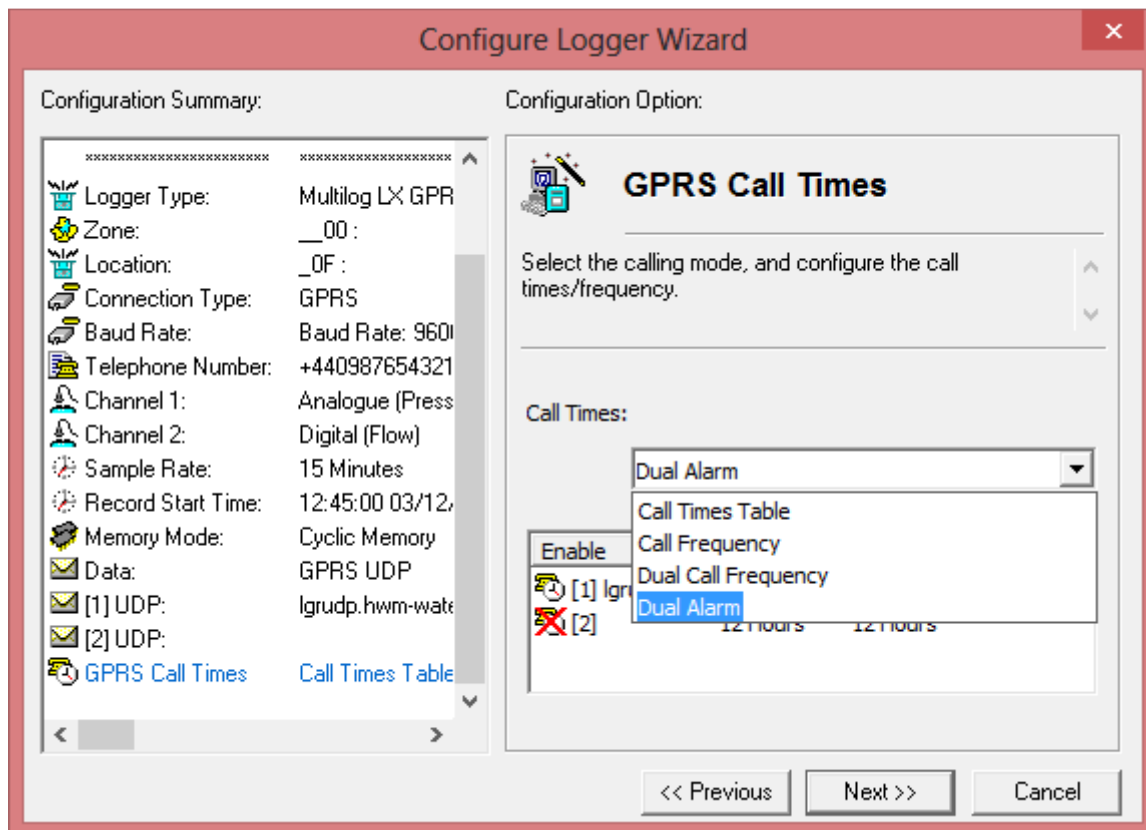 Configure Logger Wizard
Configuration Summary:
xxxxxxxxxxxxxxxxxxxxxxx xxxxxxxxxxxxxxxxxxx
Logger Type: Multilog LX GPR
Zone: __00 :
Location: _0F :
Connection Type: GPRS
Baud Rate: Baud Rate: 960
Telephone Number: +440987654321
Channel 1: Analogue (Press
Channel 2: Digital (Flow)
Sample Rate: 15 Minutes
Record Start Time: 12:45:00 03/12/
Memory Mode: Cyclic Memory
Data: GPRS UDP
[1] UDP: lgrudp.hwm-wate
[2] UDP:
GPRS Call Times Call Times Table
Configuration Option:
GPRS Call Times
Select the calling mode, and configure the call
times/frequency.
Call Times:
Dual Alarm
Call Times Table
Call Frequency
Dual Call Frequency
Dual Alarm
Enable
[1] lgru
[2] 12 Hours 12 Hours
<< Previous Next >> Cancel